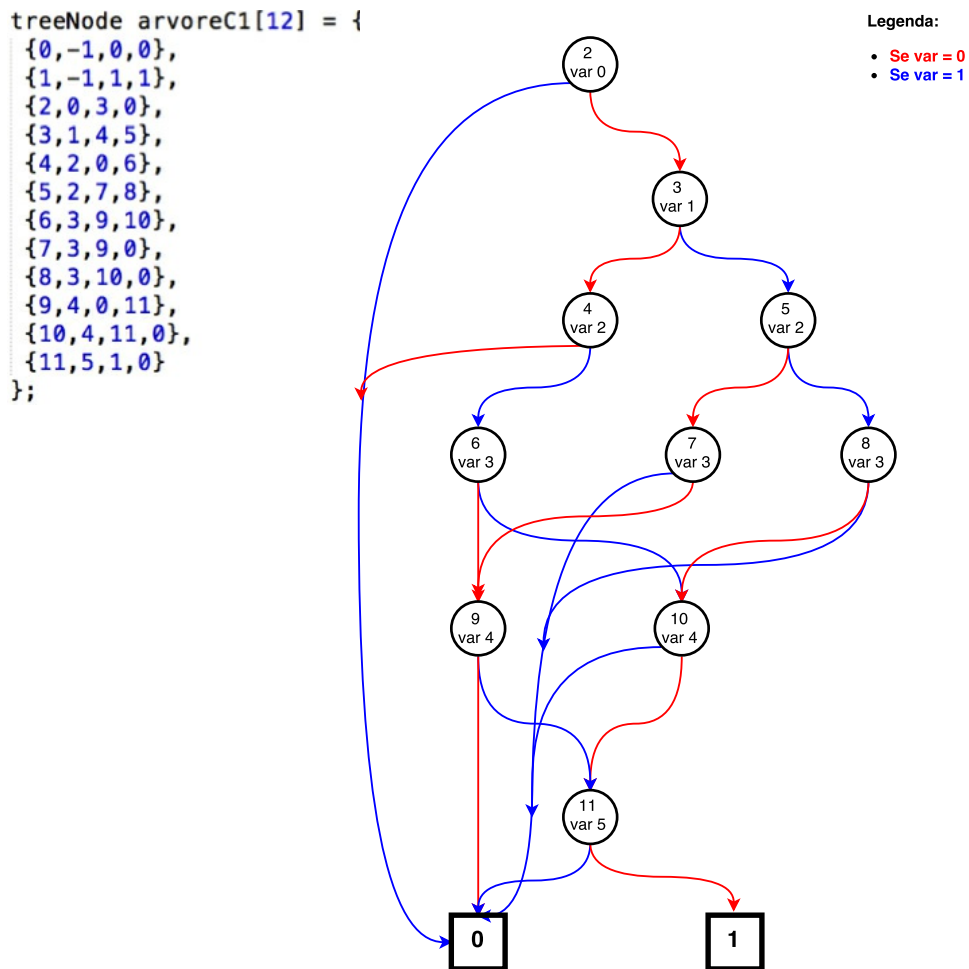 treeNode arvoreC1[12] = {
{0,-1,0,0},
{1,-1,1,1},
{2,0,3,0},
{3,1,4,5},
{4,2,0,6},
{5,2,7,8},
{6,3,9,10},
{7,3,9,0},
{8,3,10,0},
{9,4,0,11},
{10,4,11,0},
{11,5,1,0}
};
Legenda:
• Se var = 0
• Se var = 1
2
var 0
3
var 1
4
var 2
5
var 2
6
var 3
7
var 3
8
var 3
9
var 4
10
var 4
11
var 5
0
1